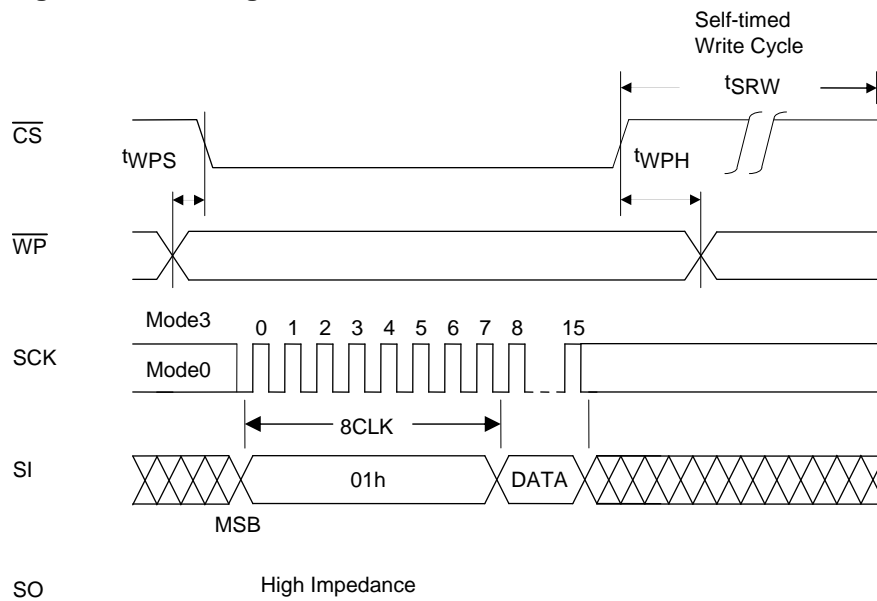 Self-timed
Write Cycle
tSRW
CS
tWPS
tWPH
WP
Mode3
0 1 2 3 4 5 6 7 8 15
SCK
Mode0
8CLK
SI
01h
DATA
MSB
SO
High Impedance